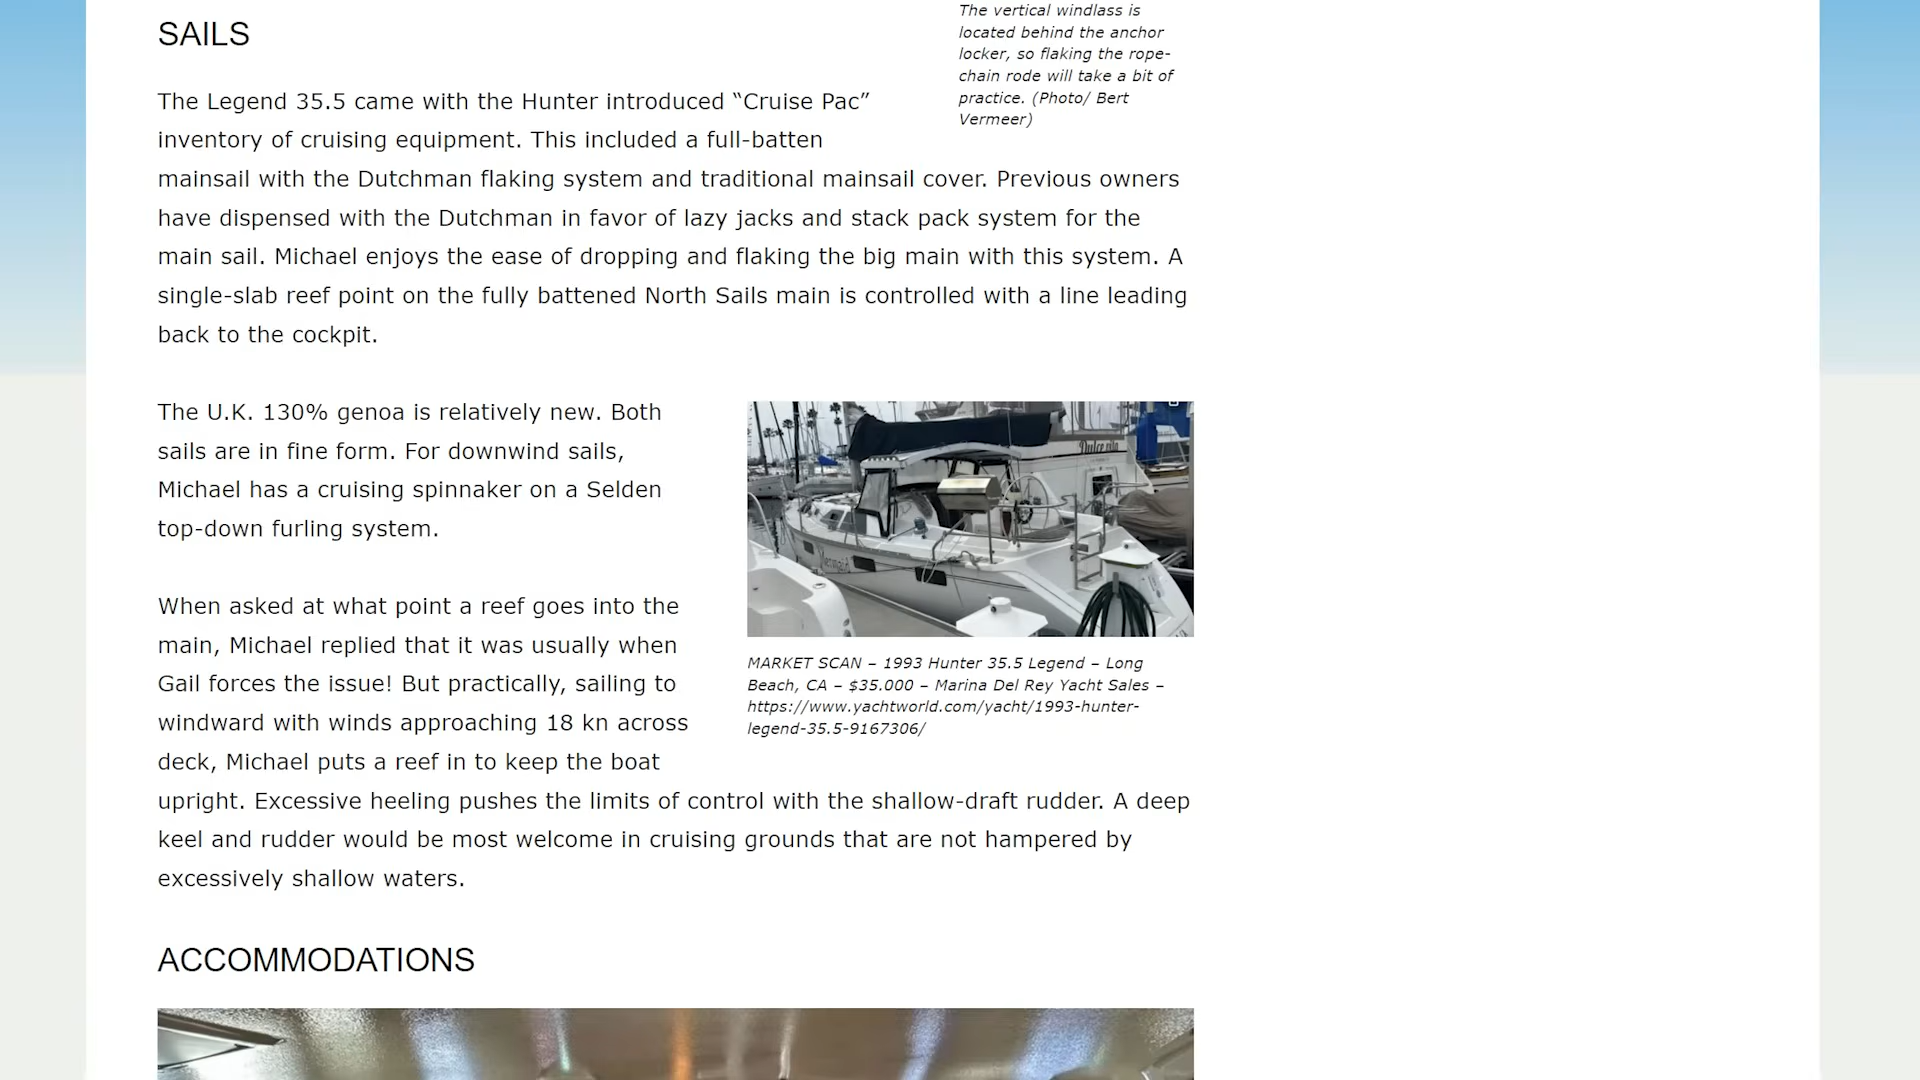 SAILS
The vertical windlass is
located behind the anchor
locker, so flaking the rope-
chain rode will take a bit of
practice. (Photo/ Bert
Vermeer)
The Legend 35.5 came with the Hunter introduced “Cruise Pac”
inventory of cruising equipment. This included a full-batten
mainsail with the Dutchman flaking system and traditional mainsail cover. Previous owners
have dispensed with the Dutchman in favor of lazy jacks and stack pack system for the
main sail. Michael enjoys the ease of dropping and flaking the big main with this system. A
single-slab reef point on the fully battened North Sails main is controlled with a line leading
back to the cockpit.
The U.K. 130% genoa is relatively new. Both
sails are in fine form. For downwind sails,
Michael has a cruising spinnaker on a Selden
top-down furling system.
Dulce vita
Mermaid
MARKET SCAN – 1993 Hunter 35.5 Legend – Long
Beach, CA – $35.000 – Marina Del Rey Yacht Sales –
https://www.yachtworld.com/yacht/1993-hunter-
legend-35.5-9167306/
When asked at what point a reef goes into the
main, Michael replied that it was usually when
Gail forces the issue! But practically, sailing to
windward with winds approaching 18 kn across
deck, Michael puts a reef in to keep the boat
upright. Excessive heeling pushes the limits of control with the shallow-draft rudder. A deep
keel and rudder would be most welcome in cruising grounds that are not hampered by
excessively shallow waters.
ACCOMMODATIONS